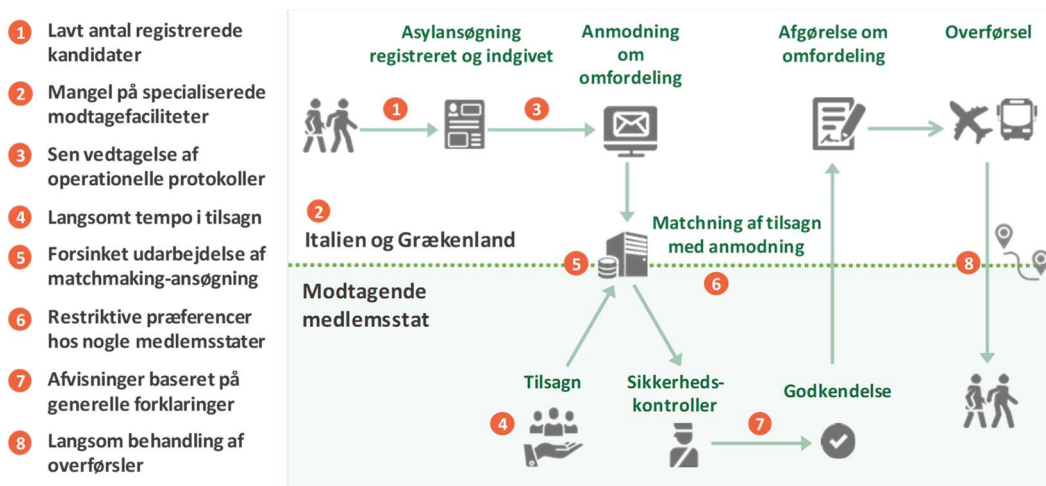 1 Lavt antal registrerede
kandidater
2 Mangel på specialiserede
modtagefaciliteter
3 Sen vedtagelse af
operationelle protokoller
4 Langsomt tempo i tilsagn
5 Forsinket udarbejdelse af
matchmaking-ansøgning
6 Restriktive præferencer
hos nogle medlemsstater
7 Afvisninger baseret på
generelle forklaringer
8 Langsom behandling af
overførsler
Asylansøgning
registreret og indgivet
Anmodning
om
omfordeling
Afgørelse om
omfordeling
Overførsel
1
3
2
Italien og Grækenland
Matchning af tilsagn
med anmodning
5
6
8
Modtagende
medlemsstat
Tilsagn
Sikkerheds-
kontroller
Godkendelse
4
7